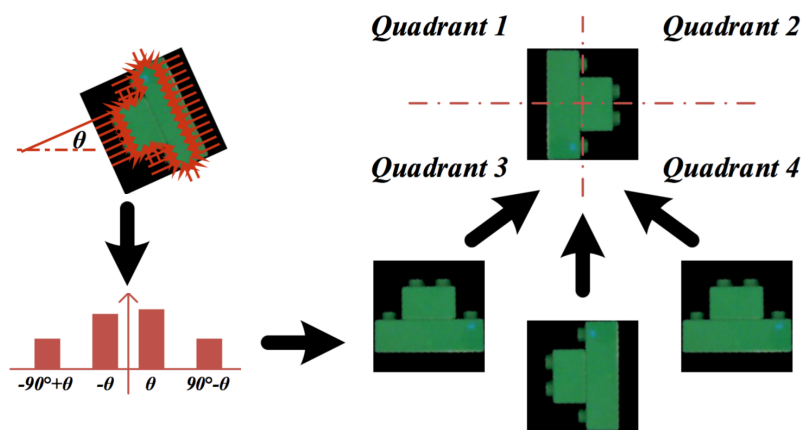 Quadrant 1
Quadrant 2
θ
Quadrant 3
Quadrant 4
-90°+θ
-θ
θ
90°-θ